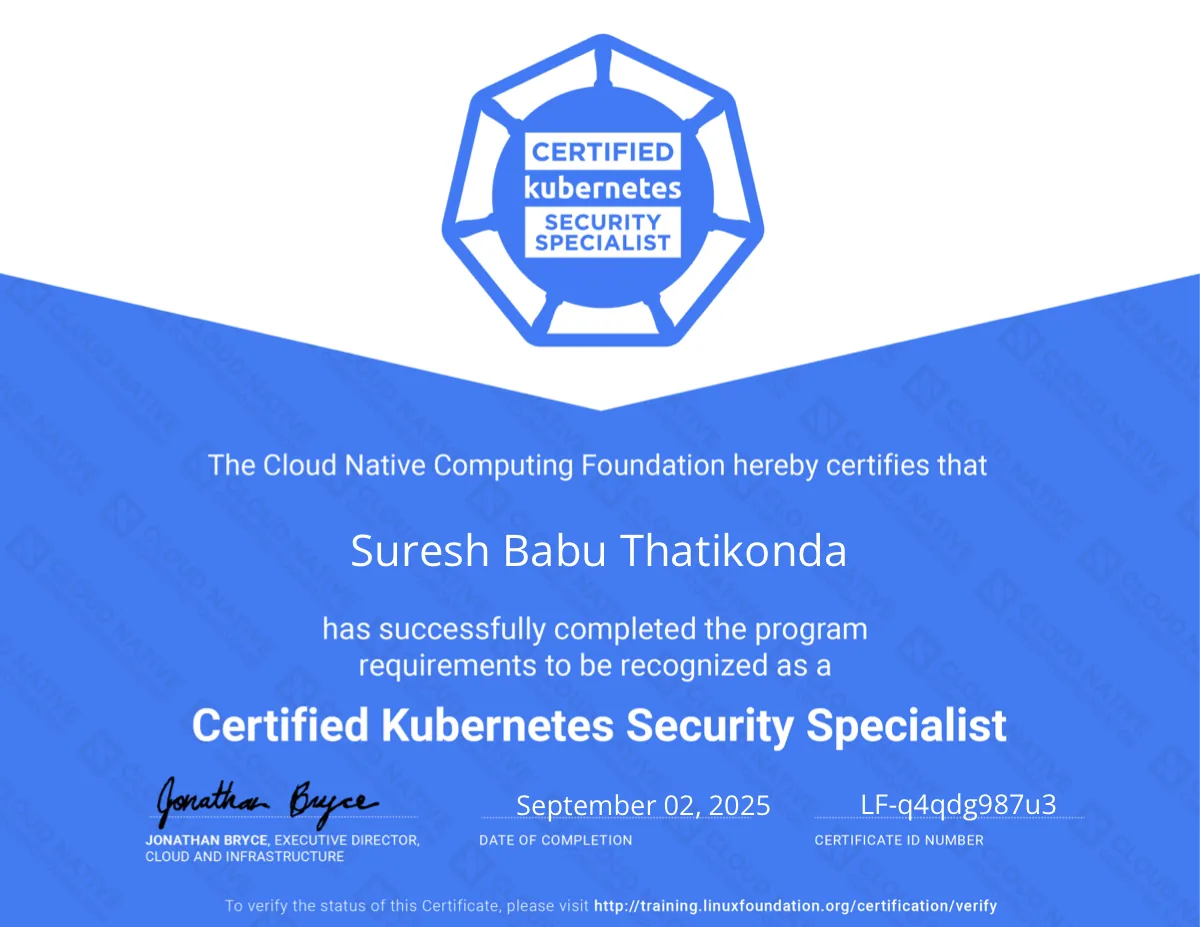 CERTIFIED
kubernetes
SECURITY
SPECIALIST
The Cloud Native Computing Foundation hereby certifies that
Suresh Babu Thatikonda
has successfully completed the program
requirements to be recognized as a
Certified Kubernetes Security Specialist
Jonathan Bryce
September 02, 2025
LF-q4qdg987u3
JONATHAN BRYCE, EXECUTIVE DIRECTOR,
CLOUD AND INFRASTRUCTURE
DATE OF COMPLETION
CERTIFICATE ID NUMBER
To verify the status of this Certificate, please visit http://training.linuxfoundation.org/certification/verify